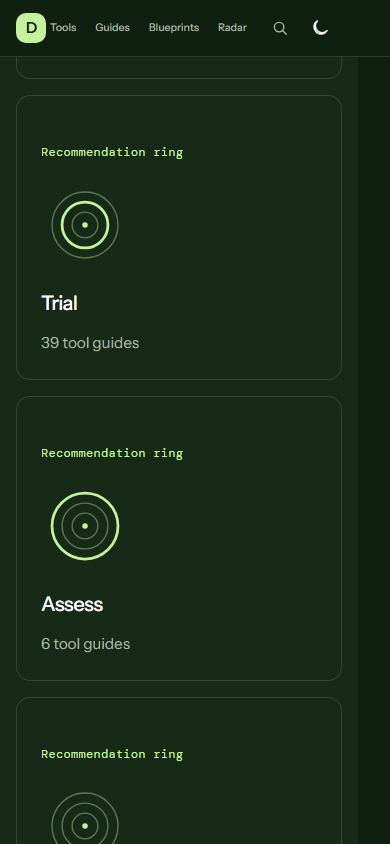 D Tools Guides Blueprints Radar
Recommendation ring
Trial
39 tool guides
Recommendation ring
Assess
6 tool guides
Recommendation ring